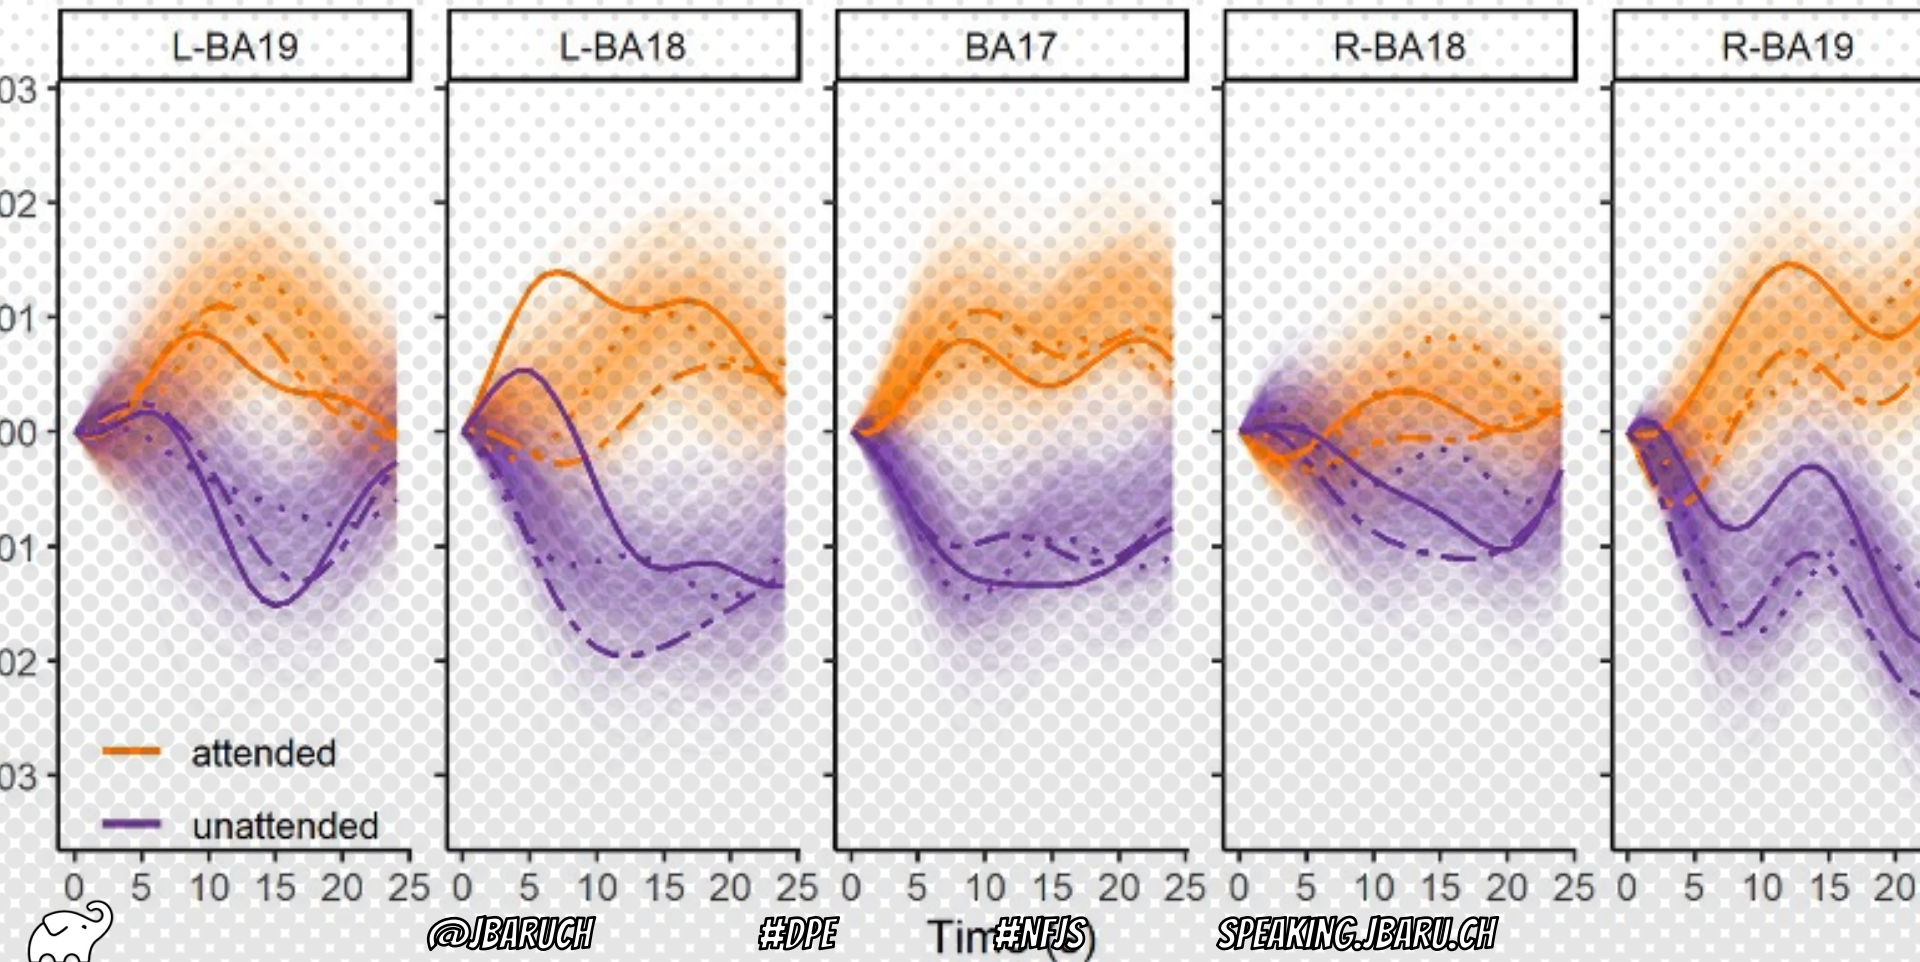 L-BA19 L-BA18 BA17 R-BA18 R-BA19
03
02
01
00
01
02
03
attended
unattended
0 5 10 15 20 25 0 5 10 15 20 25 0 5 10 15 20 25 0 5 10 15 20 25 0 5 10 15 20
@JBARUCH #DPE #NFJS SPEAKING.JBARU.CH